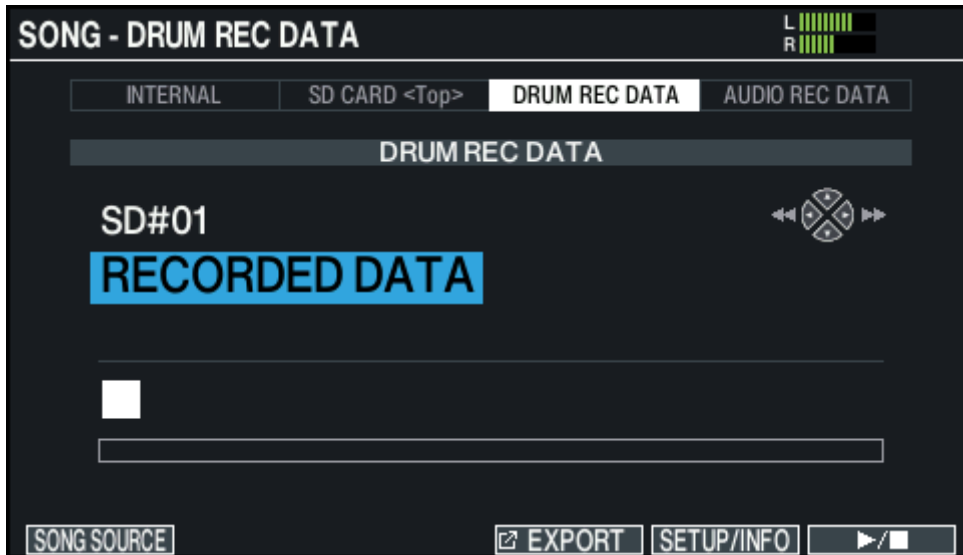 SONG - DRUM REC DATA
L
R
INTERNAL SD CARD <Top> DRUM REC DATA AUDIO REC DATA
DRUM REC DATA
SD#01
RECORDED DATA
SONG SOURCE EXPORT SETUP/INFO ►/■